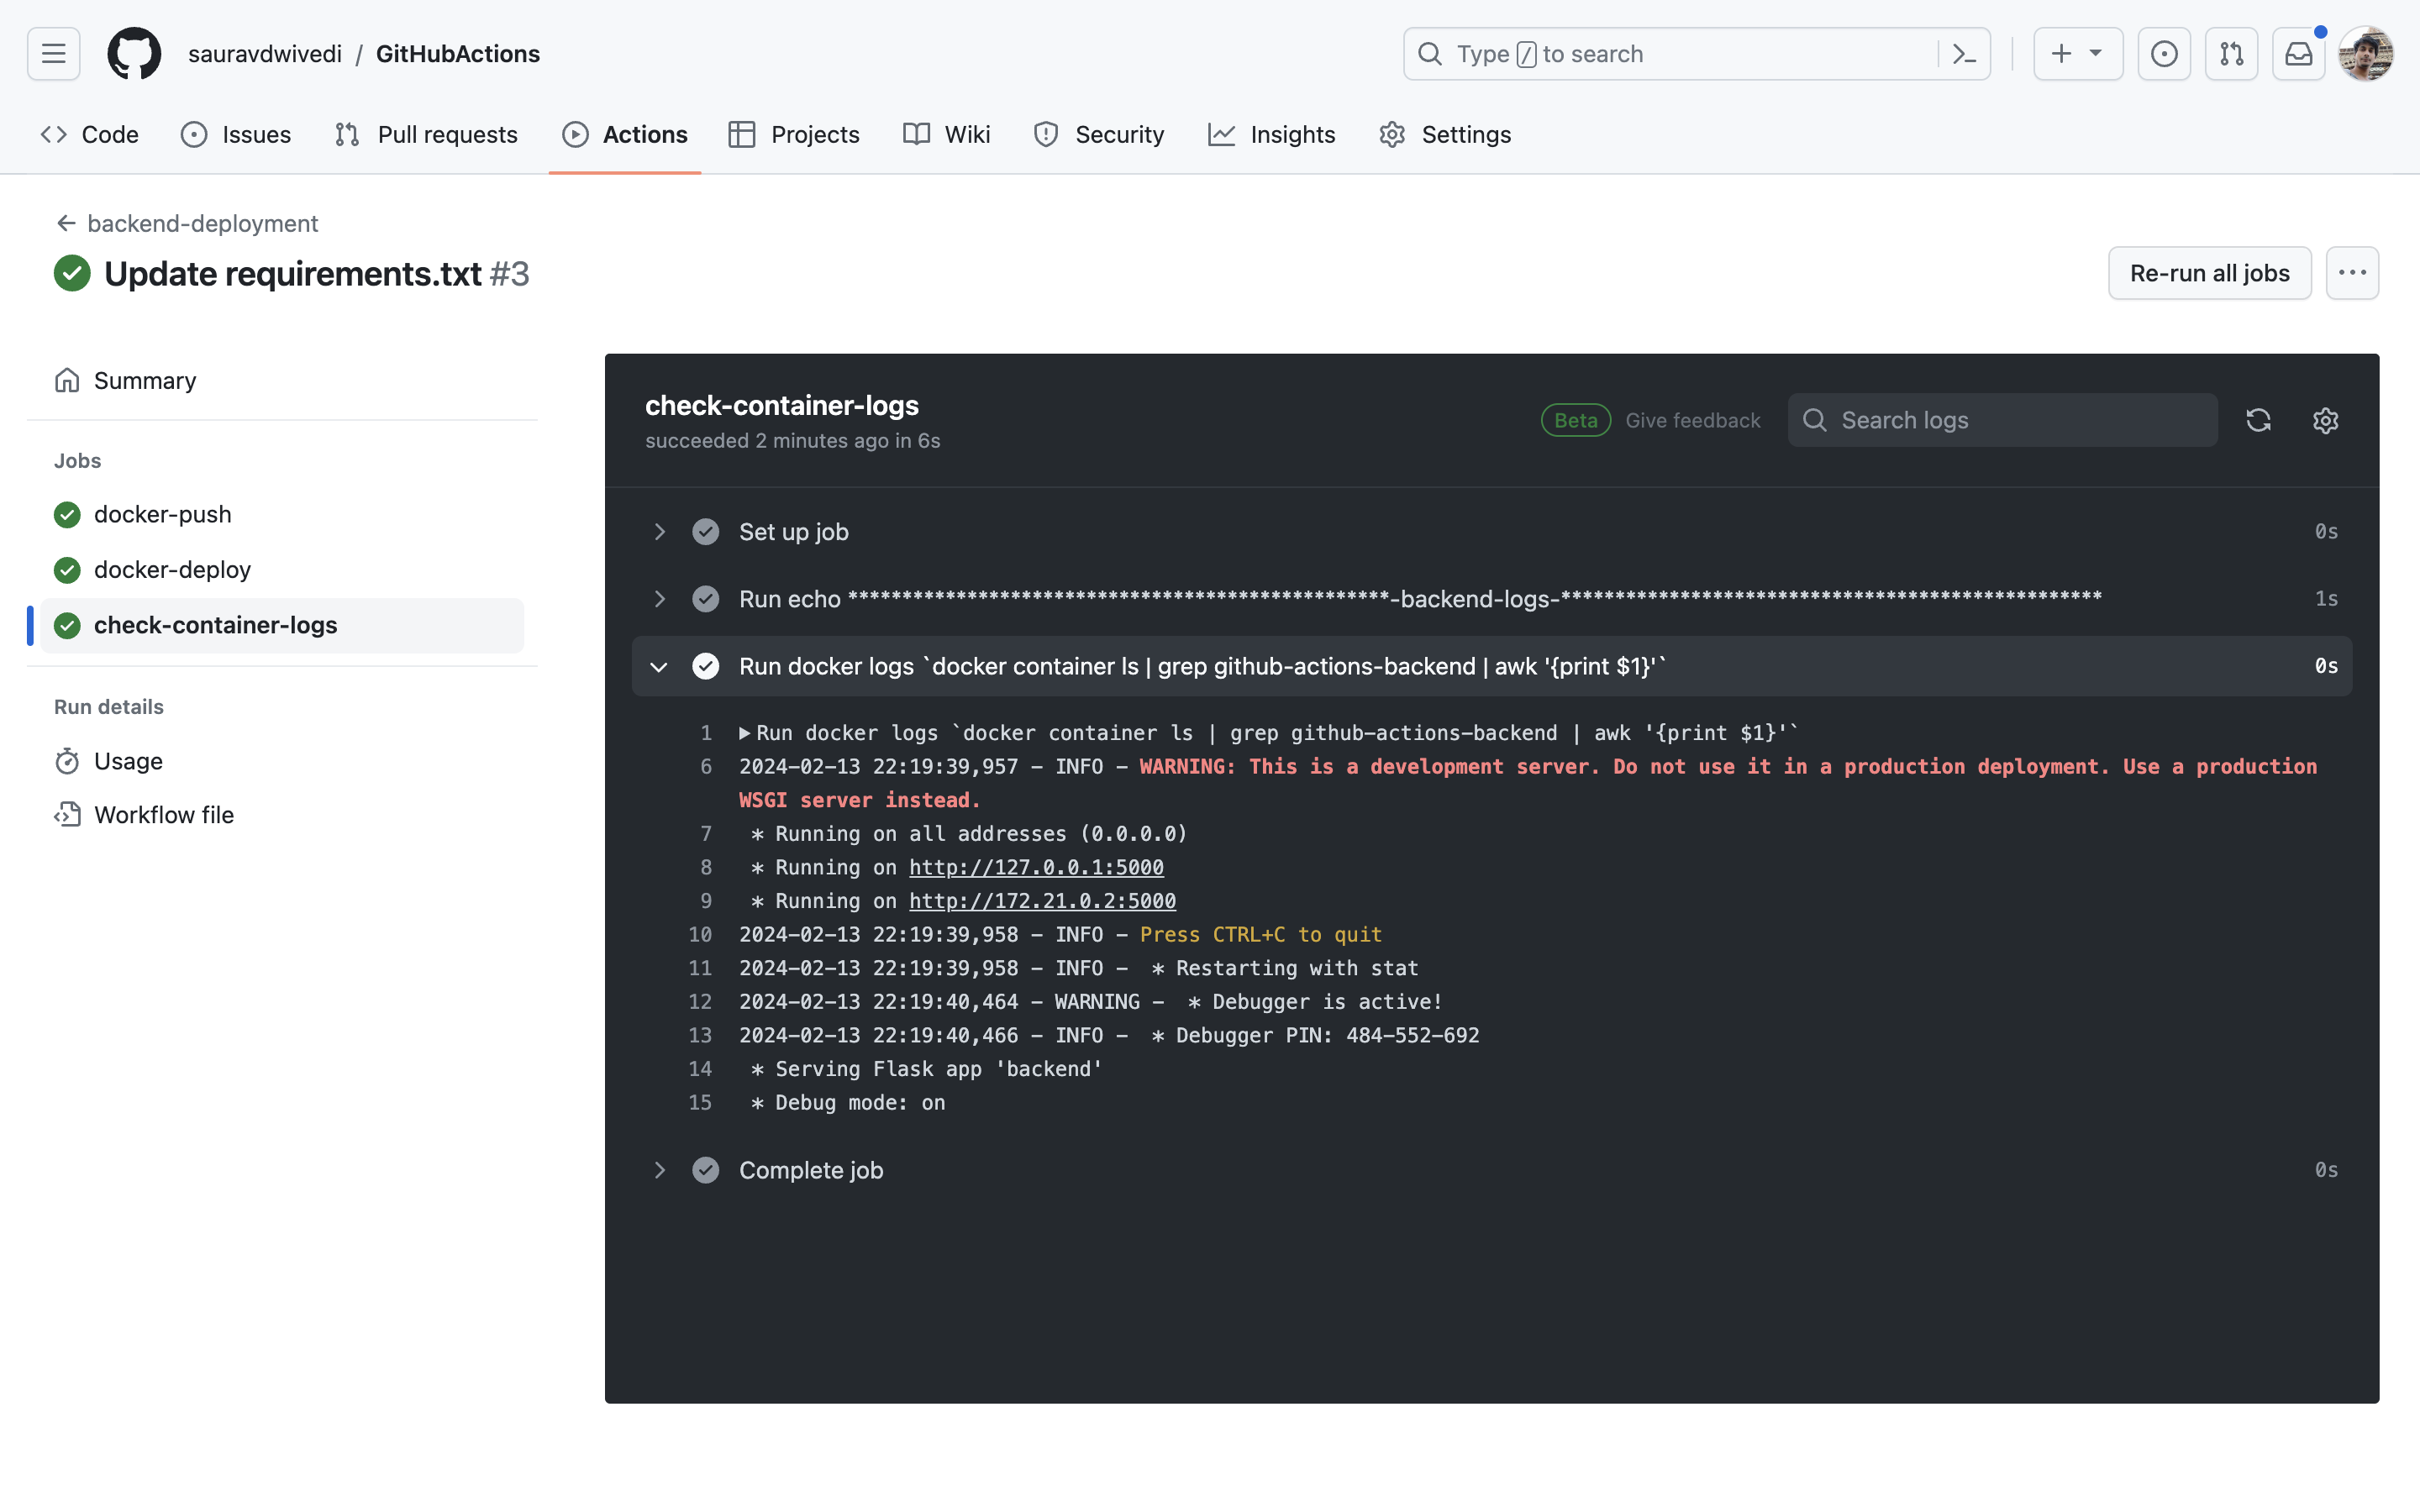 sauravdwivedi / GitHubActions
Type / to search
Code Issues Pull requests Actions Projects Wiki Security Insights Settings
backend-deployment
Update requirements.txt #3
Re-run all jobs
Summary
Jobs
docker-push
docker-deploy
check-container-logs
Run details
Usage
Workflow file
check-container-logs
succeeded 2 minutes ago in 6s
Beta Give feedback Search logs
Set up job 0s
Run echo **************************************************-backend-logs-************************************************** 1s
Run docker logs `docker container ls | grep github-actions-backend | awk '{print $1}'` 0s
1 Run docker logs `docker container ls | grep github-actions-backend | awk '{print $1}'`
6 2024-02-13 22:19:39,957 - INFO - WARNING: This is a development server. Do not use it in a production deployment. Use a production
WSGI server instead.
7 * Running on all addresses (0.0.0.0)
8 * Running on http://127.0.0.1:5000
9 * Running on http://172.21.0.2:5000
10 2024-02-13 22:19:39,958 - INFO - Press CTRL+C to quit
11 2024-02-13 22:19:39,958 - INFO -  * Restarting with stat
12 2024-02-13 22:19:40,464 - WARNING -  * Debugger is active!
13 2024-02-13 22:19:40,466 - INFO -  * Debugger PIN: 484-552-692
14 * Serving Flask app 'backend'
15 * Debug mode: on
Complete job 0s